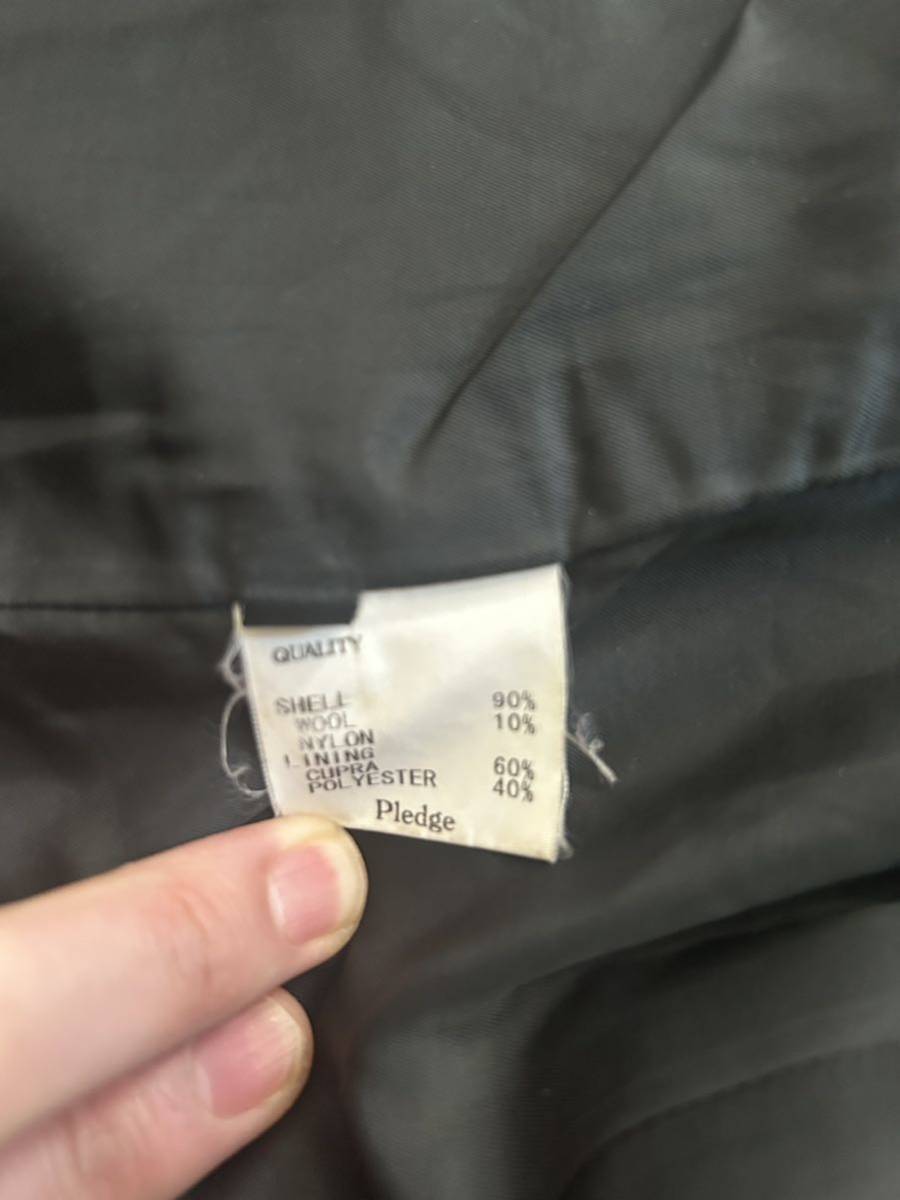 QUALITY
SHELL
WOOL 90%
NYLON 10%
LINING
CUPRA 60%
POLYESTER 40%
Pledge